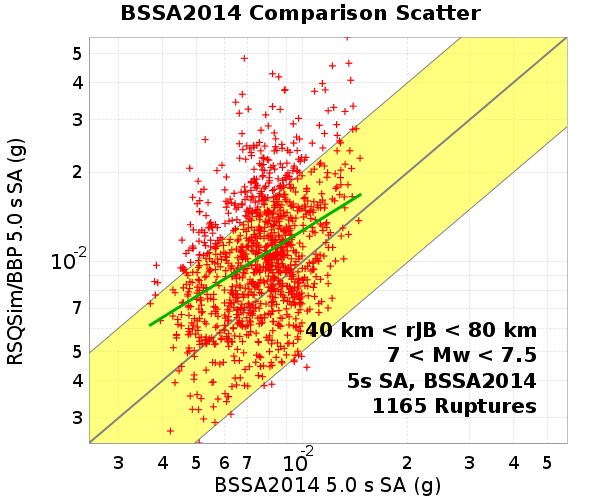 BSSA2014 Comparison Scatter
RSQSim/BBP 5.0 s SA (g)
5
4
3
2
10-2
7
5
4
3
40 km < rJB < 80 km
7 < Mw < 7.5
5s SA, BSSA2014
1165 Ruptures
3 4 5 6 7 10-2 2 3 4 5
BSSA2014 5.0 s SA (g)